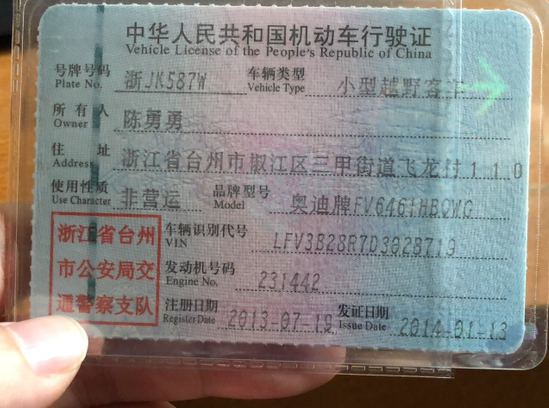 中华人民共和国机动车行驶证
Vehicle License of the People's Republic of China
号牌号码 浙JK587W 车辆类型 小型越野客车
Plate No. Vehicle Type
所有人 陈勇勇
Owner
住址 浙江省台州市椒江区三甲街道飞龙村110
Address
使用性质 非营运 品牌型号 奥迪牌FV6461HBQWG
Use Character Model
浙江省台州
市公安局交
通警察支队
车辆识别代号 LFV3B28R7D3028719
VIN
发动机号码 231442
Engine No.
注册日期 2013-07-18 发证日期 2014-01-13
Register Date Issue Date